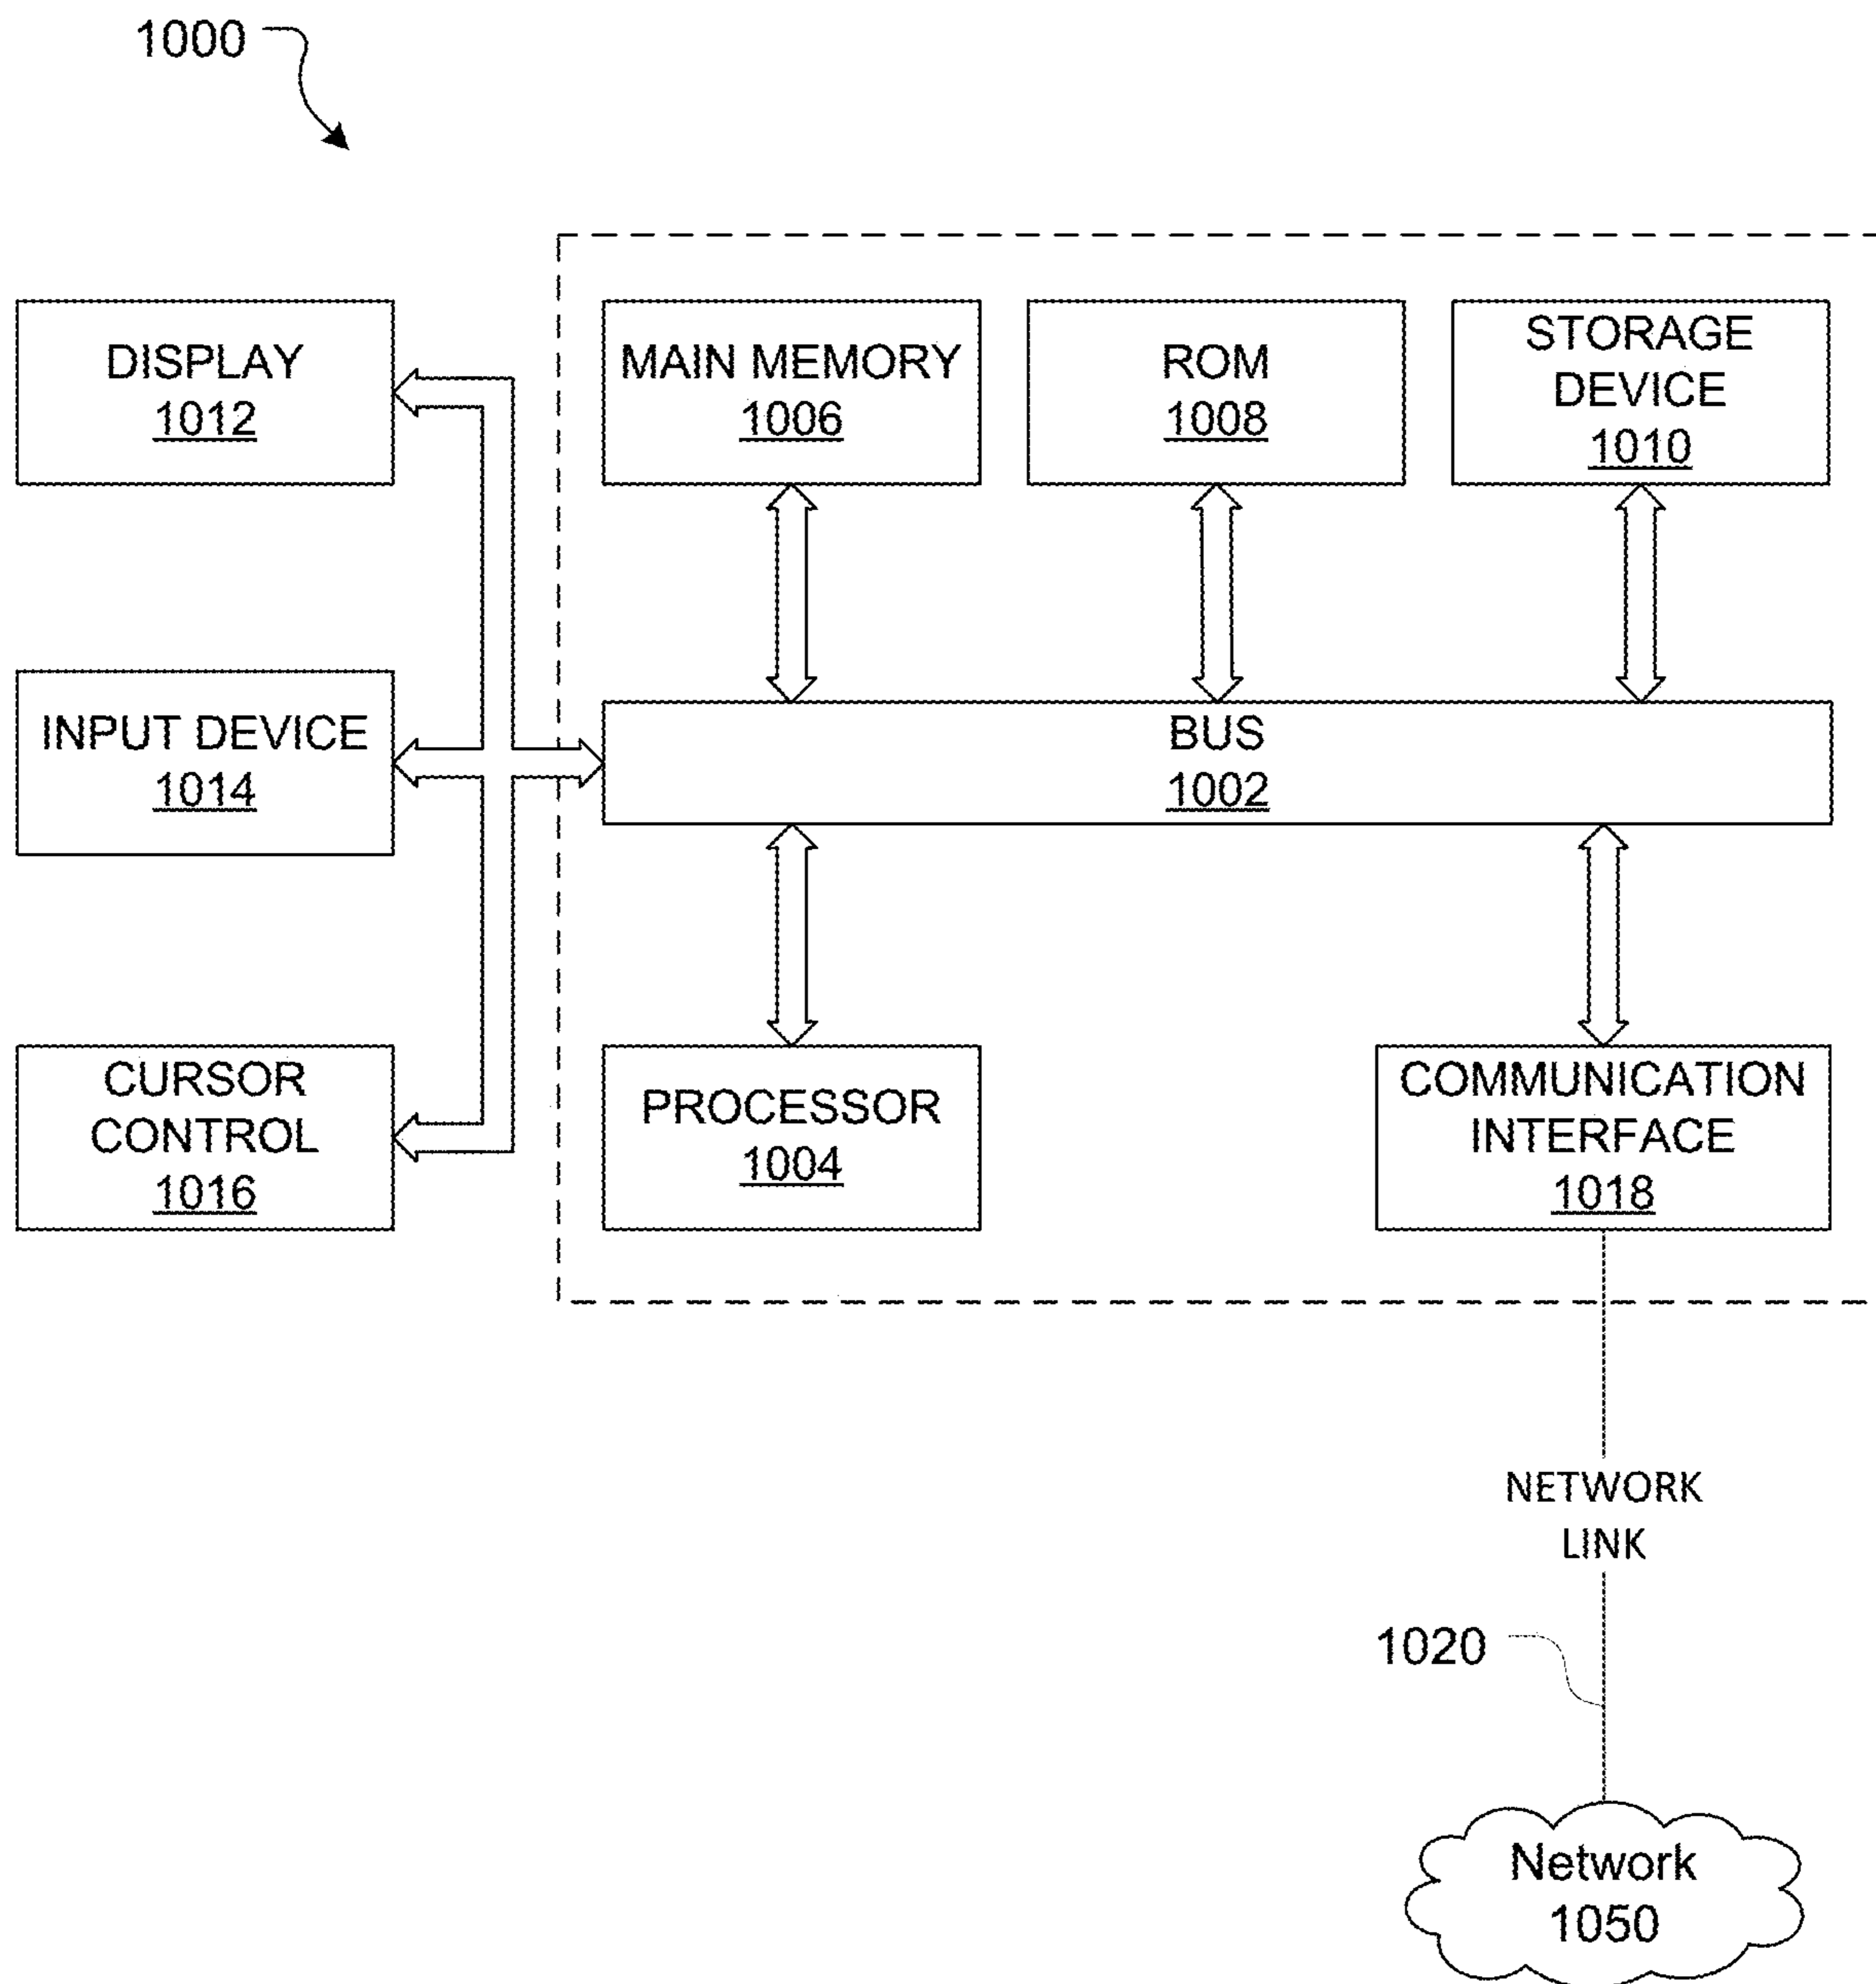 1000
DISPLAY
1012
MAIN MEMORY
1006
ROM
1008
STORAGE
DEVICE
1010
INPUT DEVICE
1014
BUS
1002
CURSOR
CONTROL
1016
PROCESSOR
1004
COMMUNICATION
INTERFACE
1018
NETWORK
LINK
1020
Network
1050